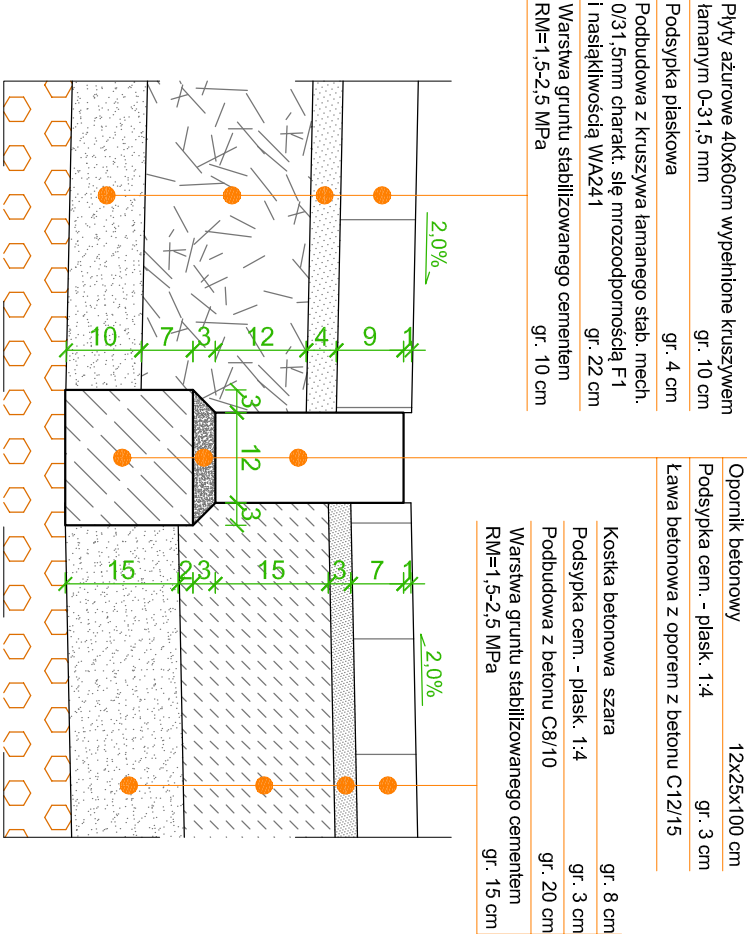 Płyty ażurowe 40x60cm wypełnione kruszywem
łamanym 0-31,5 mm gr. 10 cm
Podsypka piaskowa gr. 4 cm
Podbudowa z kruszywa łamanego stab. mech.
0/31,5mm charakt. się mrozoodpornością F1
i nasiąkliwością WA241 gr. 22 cm
Warstwa gruntu stabilizowanego cementem
RM=1,5-2,5 MPa gr. 10 cm
Opornik betonowy 12x25x100 cm
Podsypka cem. - piask. 1:4 gr. 3 cm
Ława betonowa z oporem z betonu C12/15
Kostka betonowa szara gr. 8 cm
Podsypka cem. - piask. 1:4 gr. 3 cm
Podbudowa z betonu C8/10 gr. 20 cm
Warstwa gruntu stabilizowanego cementem
RM=1,5-2,5 MPa gr. 15 cm
2,0%
2,0%
1
9
4
12
3
7
10
3
12
3
1
7
3
15
3
2
15